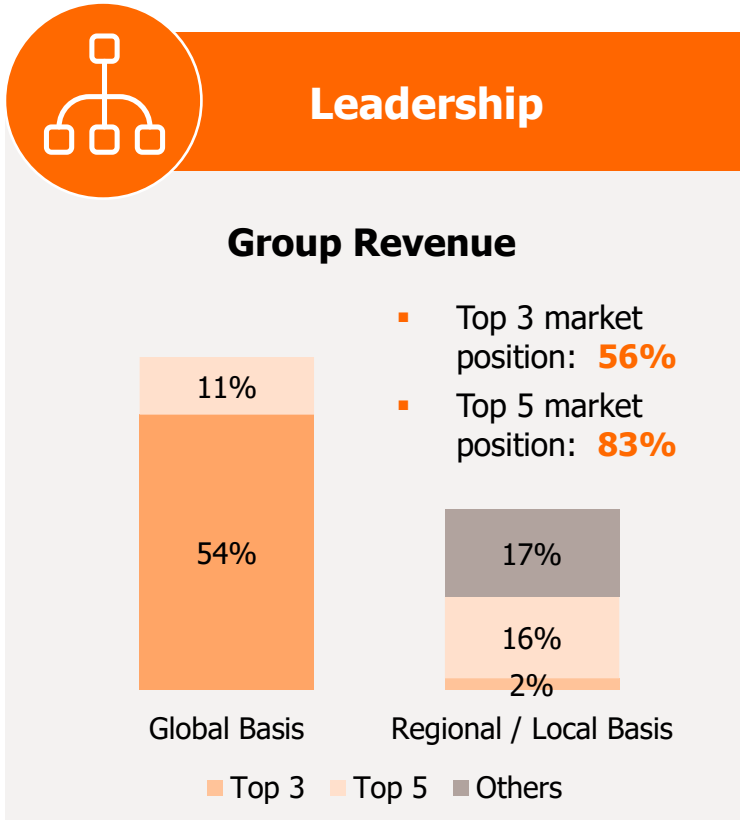 Leadership
Group Revenue
▪ Top 3 market
position: 56%
▪ Top 5 market
position: 83%
11%
54%
17%
16%
2%
Global Basis
Regional / Local Basis
Top 3
Top 5
Others